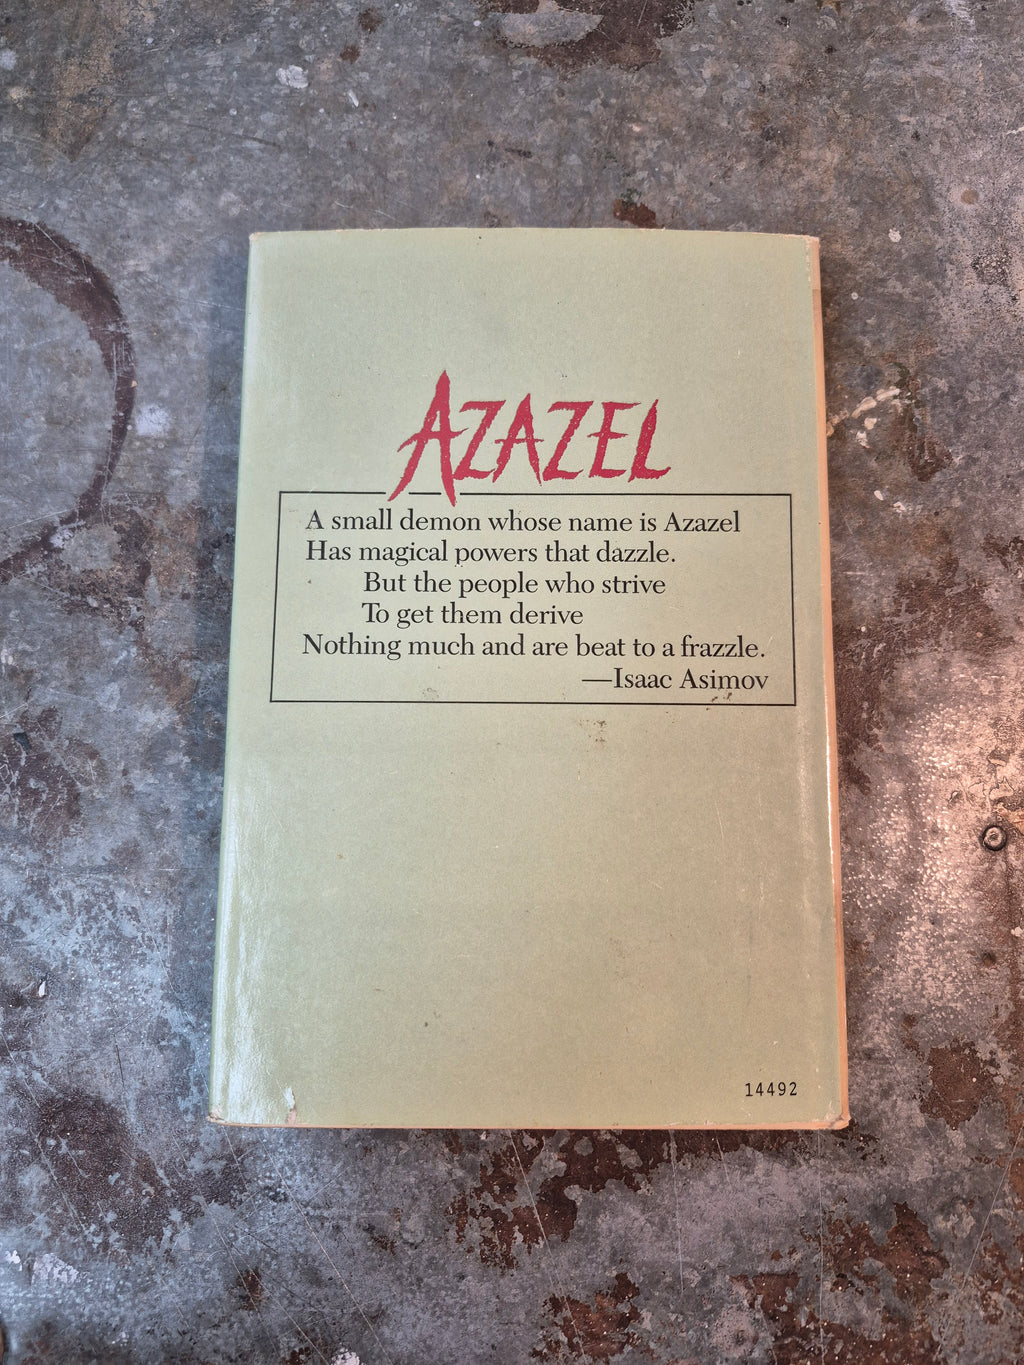 AZAZEL
A small demon whose name is Azazel
Has magical powers that dazzle.
But the people who strive
To get them derive
Nothing much and are beat to a frazzle.
—Isaac Asimov
14492